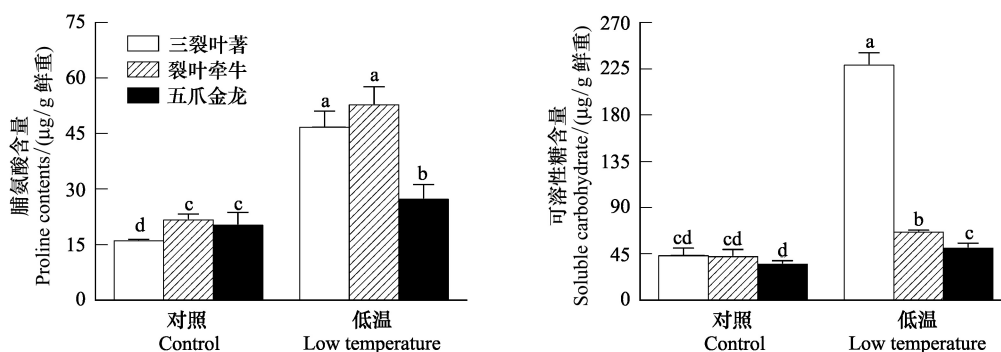 脯氨酸含量
Proline contents/(μg/g 鲜重)
75
60
45
30
15
0
三裂叶薯
裂叶牵牛
五爪金龙
d
c
c
a
a
b
对照
Control
低温
Low temperature
可溶性糖含量
Soluble carbohydrate/(μg/g 鲜重)
270
225
180
135
90
45
0
cd
cd
d
a
b
c
对照
Control
低温
Low temperature